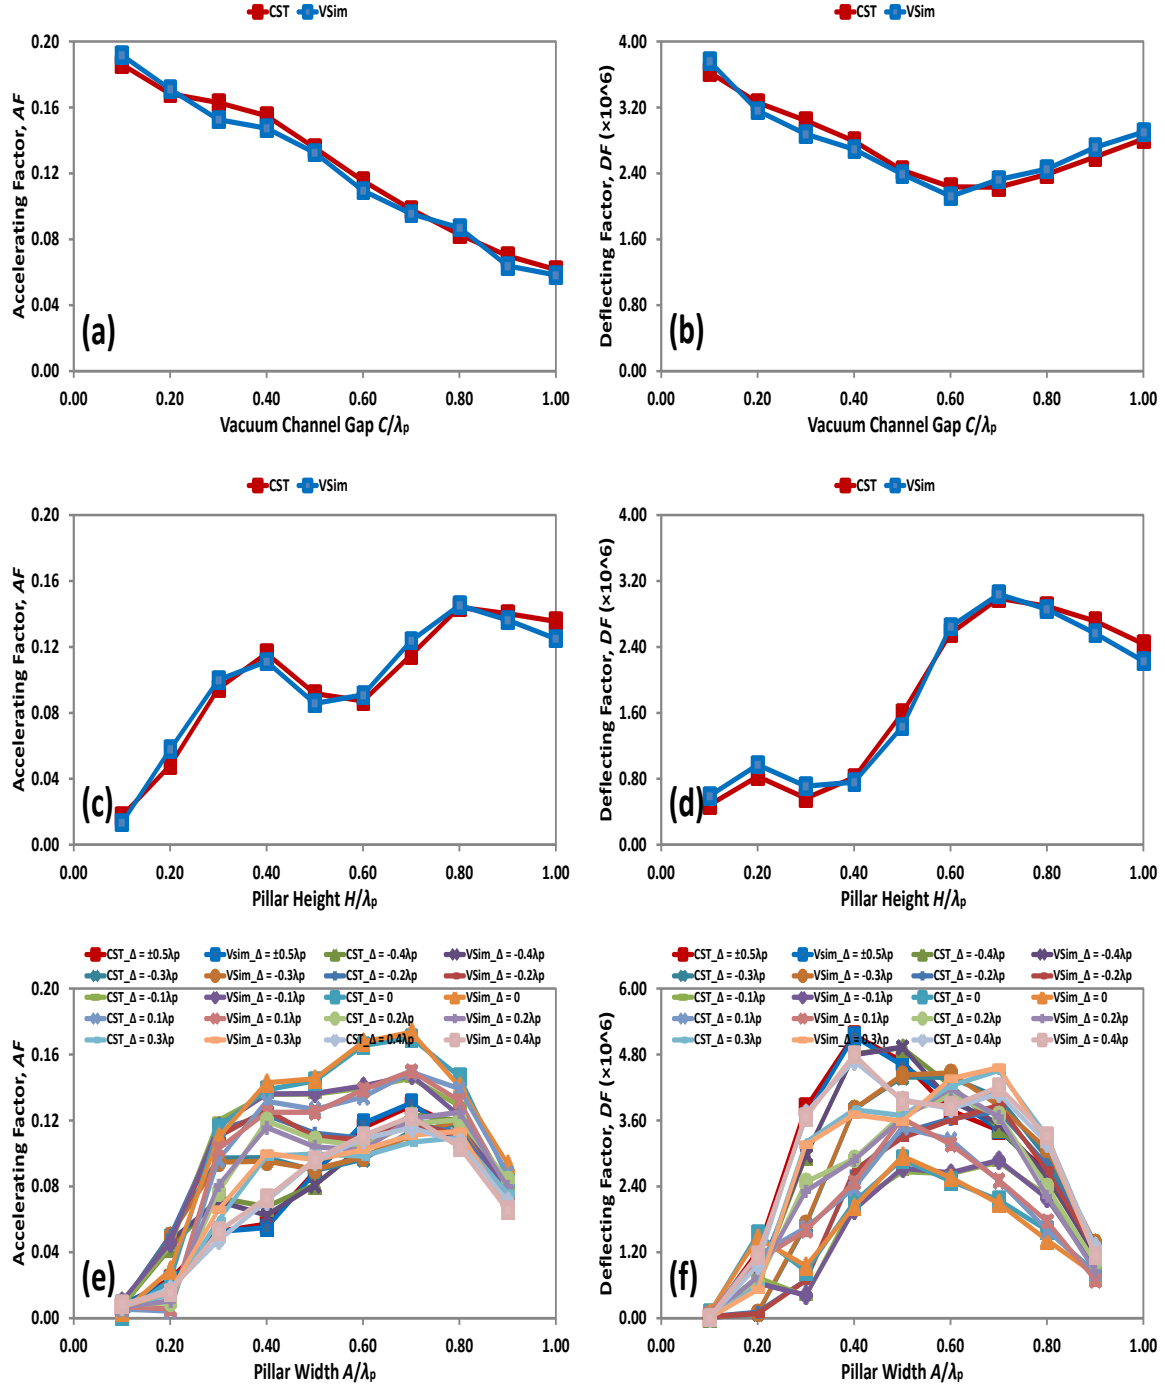 CST VSim
0.20
0.16
0.12
0.08
0.04
0.00
Accelerating Factor, AF
(a)
0.00 0.20 0.40 0.60 0.80 1.00
Vacuum Channel Gap C/λp
CST VSim
4.00
3.20
2.40
1.60
0.80
0.00
Deflecting Factor, DF (×10^6)
(b)
0.00 0.20 0.40 0.60 0.80 1.00
Vacuum Channel Gap C/λp
CST VSim
0.20
0.16
0.12
0.08
0.04
0.00
Accelerating Factor, AF
(c)
0.00 0.20 0.40 0.60 0.80 1.00
Pillar Height H/λp
CST VSim
4.00
3.20
2.40
1.60
0.80
0.00
Deflecting Factor, DF (×10^6)
(d)
0.00 0.20 0.40 0.60 0.80 1.00
Pillar Height H/λp
CST_Δ = ±0.5λp Vsim_Δ = ±0.5λp CST_Δ = -0.4λp VSim_Δ = -0.4λp
CST_Δ = -0.3λp VSim_Δ = -0.3λp CST_Δ = -0.2λp VSim_Δ = -0.2λp
CST_Δ = -0.1λp VSim_Δ = -0.1λp CST_Δ = 0 VSim_Δ = 0
CST_Δ = 0.1λp VSim_Δ = 0.1λp CST_Δ = 0.2λp VSim_Δ = 0.2λp
CST_Δ = 0.3λp VSim_Δ = 0.3λp CST_Δ = 0.4λp VSim_Δ = 0.4λp
0.20
0.16
0.12
0.08
0.04
0.00
Accelerating Factor, AF
(e)
0.00 0.20 0.40 0.60 0.80 1.00
Pillar Width A/λp
CST_Δ = ±0.5λp Vsim_Δ = ±0.5λp CST_Δ = -0.4λp VSim_Δ = -0.4λp
CST_Δ = -0.3λp VSim_Δ = -0.3λp CST_Δ = -0.2λp VSim_Δ = -0.2λp
CST_Δ = -0.1λp VSim_Δ = -0.1λp CST_Δ = 0 VSim_Δ = 0
CST_Δ = 0.1λp VSim_Δ = 0.1λp CST_Δ = 0.2λp VSim_Δ = 0.2λp
CST_Δ = 0.3λp VSim_Δ = 0.3λp CST_Δ = 0.4λp VSim_Δ = 0.4λp
6.00
4.80
3.60
2.40
1.20
0.00
Deflecting Factor, DF (×10^6)
(f)
0.00 0.20 0.40 0.60 0.80 1.00
Pillar Width A/λp